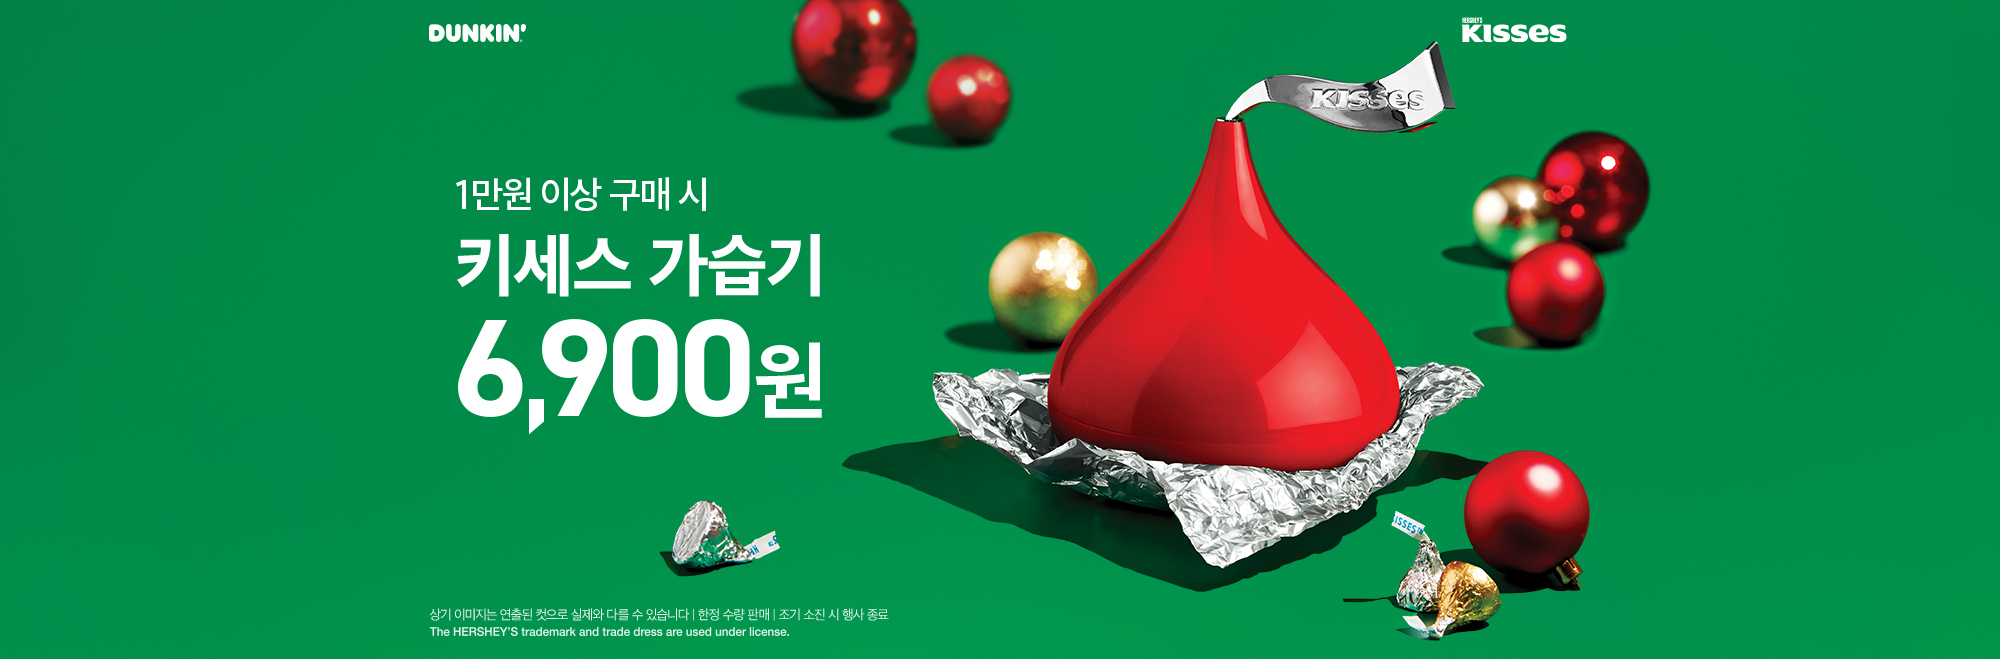 DUNKIN'
HERSHEY'S
KISSES
KISSES
1만원 이상 구매 시
키세스 가습기
6,900원
ISSES
상기 이미지는 연출된 컷으로 실제와 다를 수 있습니다 | 한정 수량 판매 | 조기 소진 시 행사 종료
The HERSHEY'S trademark and trade dress are used under license.